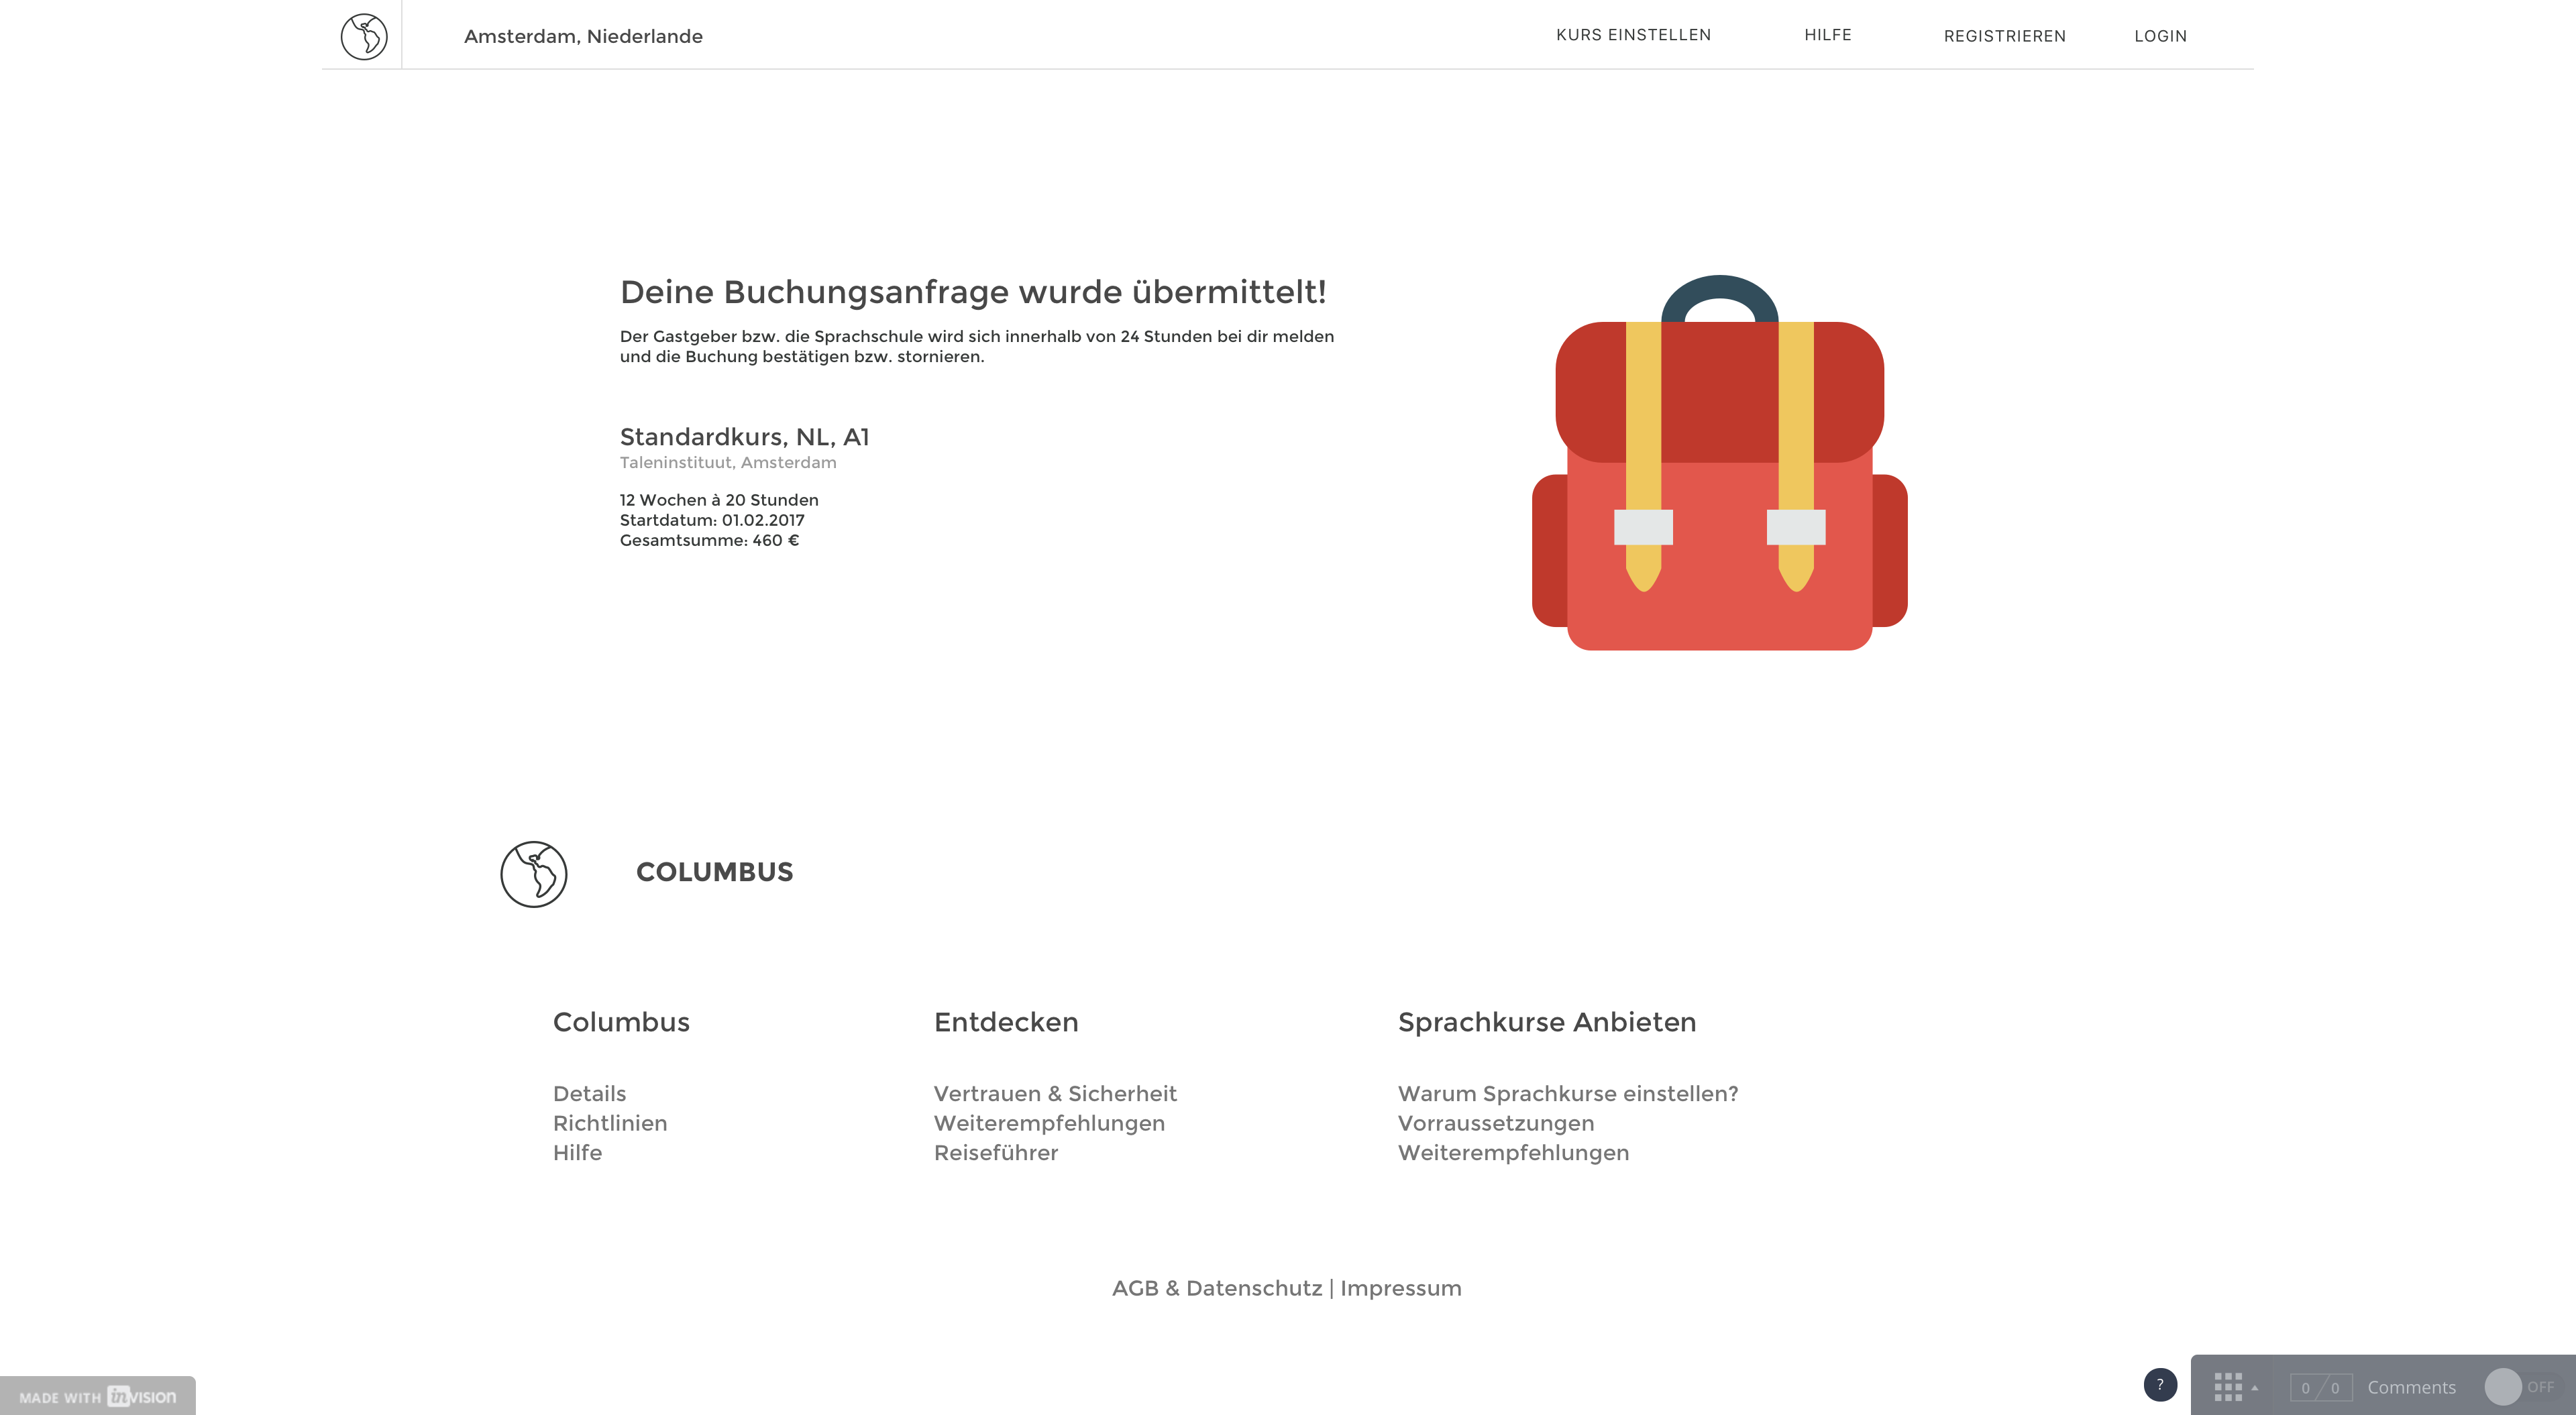 Amsterdam, Niederlande
KURS EINSTELLEN
HILFE
REGISTRIEREN
LOGIN
Deine Buchungsanfrage wurde übermittelt!
Der Gastgeber bzw. die Sprachschule wird sich innerhalb von 24 Stunden bei dir melden
und die Buchung bestätigen bzw. stornieren.
Standardkurs, NL, A1
Taleninstituut, Amsterdam
12 Wochen à 20 Stunden
Startdatum: 01.02.2017
Gesamtsumme: 460 €
COLUMBUS
Columbus
Details
Richtlinien
Hilfe
Entdecken
Vertrauen & Sicherheit
Weiterempfehlungen
Reiseführer
Sprachkurse Anbieten
Warum Sprachkurse einstellen?
Vorraussetzungen
Weiterempfehlungen
AGB & Datenschutz | Impressum
MADE WITH inVISION
?
0 / 0
Comments
OFF